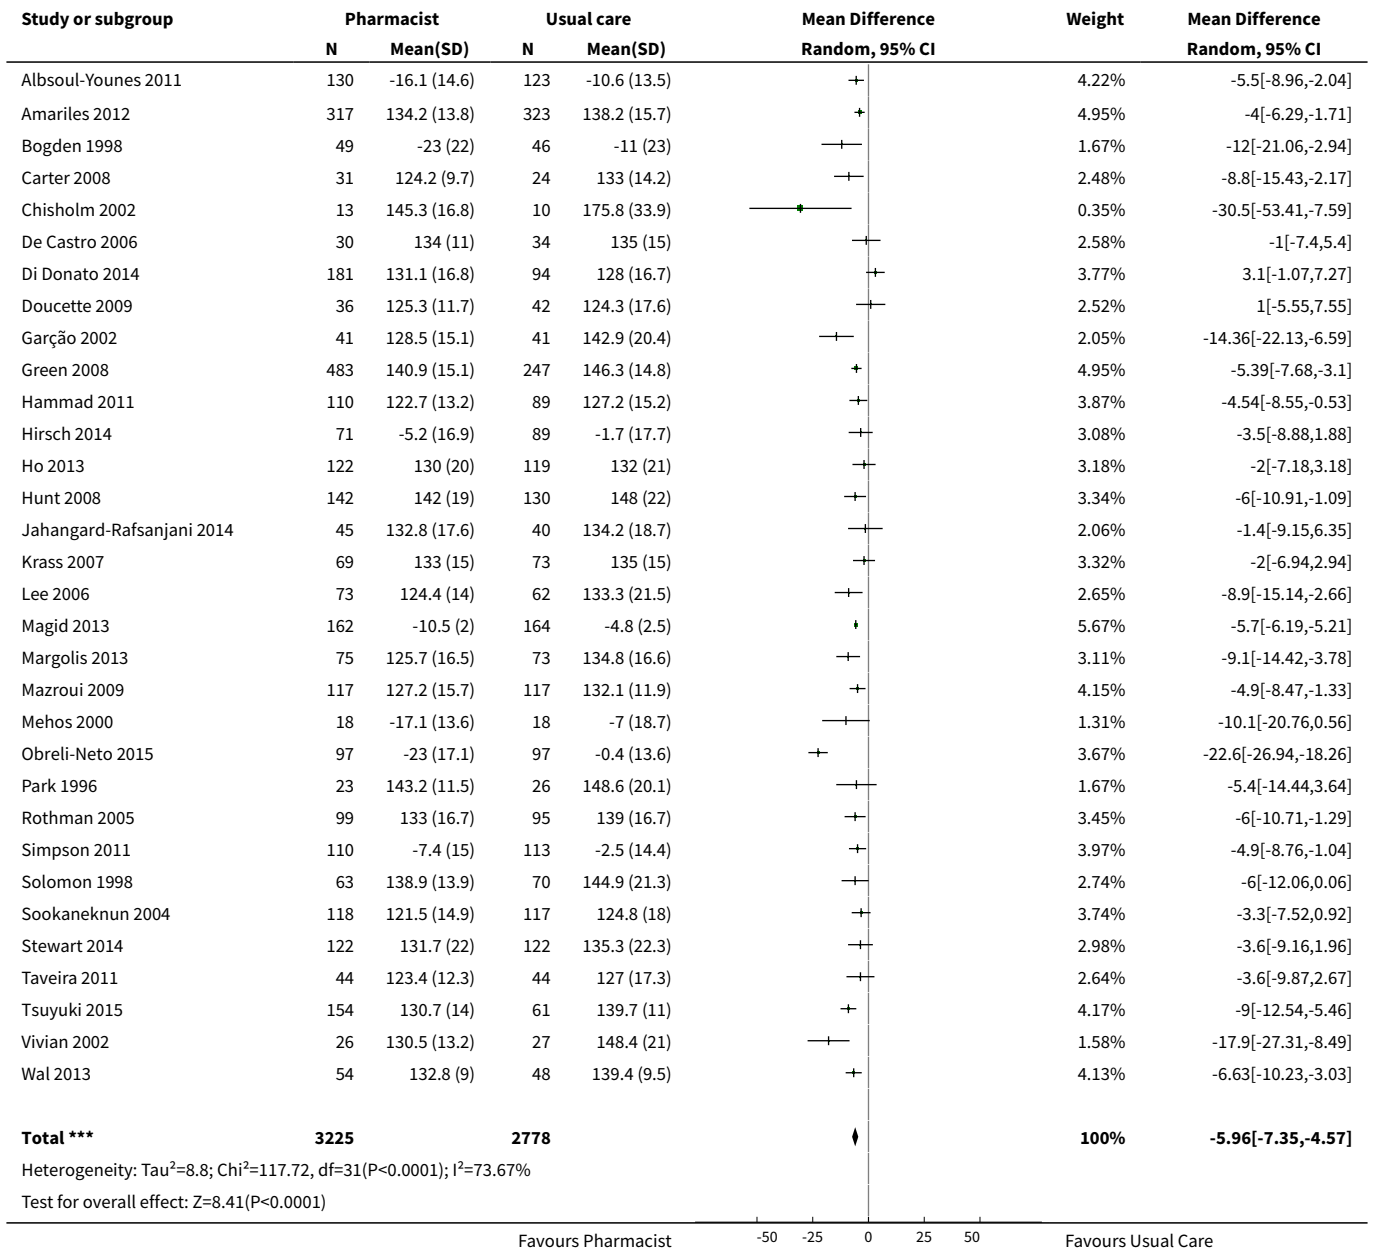 Study or subgroup Pharmacist Usual care Mean Difference Weight Mean Difference
N Mean(SD) N Mean(SD) Random, 95% CI Random, 95% CI
Albsoul-Younes 2011 130 -16.1 (14.6) 123 -10.6 (13.5) 4.22% -5.5[-8.96,-2.04]
Amariles 2012 317 134.2 (13.8) 323 138.2 (15.7) 4.95% -4[-6.29,-1.71]
Bogden 1998 49 -23 (22) 46 -11 (23) 1.67% -12[-21.06,-2.94]
Carter 2008 31 124.2 (9.7) 24 133 (14.2) 2.48% -8.8[-15.43,-2.17]
Chisholm 2002 13 145.3 (16.8) 10 175.8 (33.9) 0.35% -30.5[-53.41,-7.59]
De Castro 2006 30 134 (11) 34 135 (15) 2.58% -1[-7.4,5.4]
Di Donato 2014 181 131.1 (16.8) 94 128 (16.7) 3.77% 3.1[-1.07,7.27]
Doucette 2009 36 125.3 (11.7) 42 124.3 (17.6) 2.52% 1[-5.55,7.55]
Garção 2002 41 128.5 (15.1) 41 142.9 (20.4) 2.05% -14.36[-22.13,-6.59]
Green 2008 483 140.9 (15.1) 247 146.3 (14.8) 4.95% -5.39[-7.68,-3.1]
Hammad 2011 110 122.7 (13.2) 89 127.2 (15.2) 3.87% -4.54[-8.55,-0.53]
Hirsch 2014 71 -5.2 (16.9) 89 -1.7 (17.7) 3.08% -3.5[-8.88,1.88]
Ho 2013 122 130 (20) 119 132 (21) 3.18% -2[-7.18,3.18]
Hunt 2008 142 142 (19) 130 148 (22) 3.34% -6[-10.91,-1.09]
Jahangard-Rafsanjani 2014 45 132.8 (17.6) 40 134.2 (18.7) 2.06% -1.4[-9.15,6.35]
Krass 2007 69 133 (15) 73 135 (15) 3.32% -2[-6.94,2.94]
Lee 2006 73 124.4 (14) 62 133.3 (21.5) 2.65% -8.9[-15.14,-2.66]
Magid 2013 162 -10.5 (2) 164 -4.8 (2.5) 5.67% -5.7[-6.19,-5.21]
Margolis 2013 75 125.7 (16.5) 73 134.8 (16.6) 3.11% -9.1[-14.42,-3.78]
Mazroui 2009 117 127.2 (15.7) 117 132.1 (11.9) 4.15% -4.9[-8.47,-1.33]
Mehos 2000 18 -17.1 (13.6) 18 -7 (18.7) 1.31% -10.1[-20.76,0.56]
Obreli-Neto 2015 97 -23 (17.1) 97 -0.4 (13.6) 3.67% -22.6[-26.94,-18.26]
Park 1996 23 143.2 (11.5) 26 148.6 (20.1) 1.67% -5.4[-14.44,3.64]
Rothman 2005 99 133 (16.7) 95 139 (16.7) 3.45% -6[-10.71,-1.29]
Simpson 2011 110 -7.4 (15) 113 -2.5 (14.4) 3.97% -4.9[-8.76,-1.04]
Solomon 1998 63 138.9 (13.9) 70 144.9 (21.3) 2.74% -6[-12.06,0.06]
Sookaneknun 2004 118 121.5 (14.9) 117 124.8 (18) 3.74% -3.3[-7.52,0.92]
Stewart 2014 122 131.7 (22) 122 135.3 (22.3) 2.98% -3.6[-9.16,1.96]
Taveira 2011 44 123.4 (12.3) 44 127 (17.3) 2.64% -3.6[-9.87,2.67]
Tsuyuki 2015 154 130.7 (14) 61 139.7 (11) 4.17% -9[-12.54,-5.46]
Vivian 2002 26 130.5 (13.2) 27 148.4 (21) 1.58% -17.9[-27.31,-8.49]
Wal 2013 54 132.8 (9) 48 139.4 (9.5) 4.13% -6.63[-10.23,-3.03]
Total *** 3225 2778 100% -5.96[-7.35,-4.57]
Heterogeneity: Tau²=8.8; Chi²=117.72, df=31(P<0.0001); I²=73.67%
Test for overall effect: Z=8.41(P<0.0001)
Favours Pharmacist -50 -25 0 25 50 Favours Usual Care